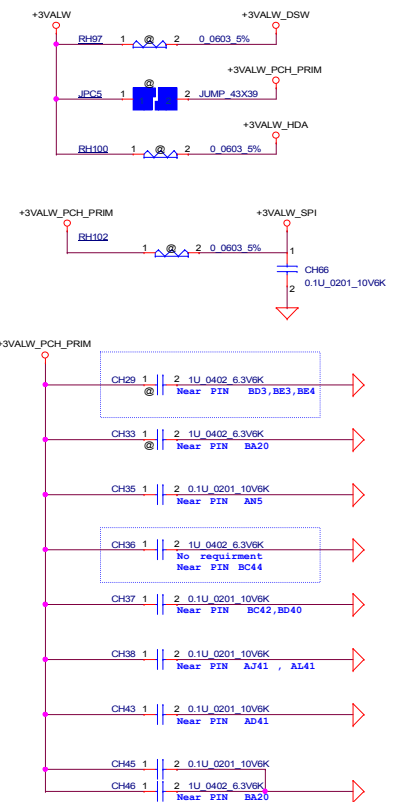 +3VALW +3VALW_DSW
RH97 1 @ 2 0_0603_5%
+3VALW_PCH_PRIM
@
JPC5 1 1 2 2 JUMP_43X39
+3VALW_HDA
RH100 1 @ 2 0_0603_5%
+3VALW_PCH_PRIM +3VALW_SPI
RH102
1 @ 2 0_0603_5%
1
CH66
2 0.1U_0201_10V6K
+3VALW_PCH_PRIM
CH29 1 2 1U_0402_6.3V6K
@ Near PIN BD3,BE3,BE4
CH33 1 2 1U_0402_6.3V6K
@ Near PIN BA20
CH35 1 2 0.1U_0201_10V6K
Near PIN AN5
CH36 1 2 1U_0402_6.3V6K
No requirment
Near PIN BC44
CH37 1 2 0.1U_0201_10V6K
Near PIN BC42,BD40
CH38 1 2 0.1U_0201_10V6K
Near PIN AJ41 , AL41
CH43 1 2 0.1U_0201_10V6K
Near PIN AD41
CH45 1 2 0.1U_0201_10V6K
CH46 1 2 1U_0402_6.3V6K
Near PIN BA20